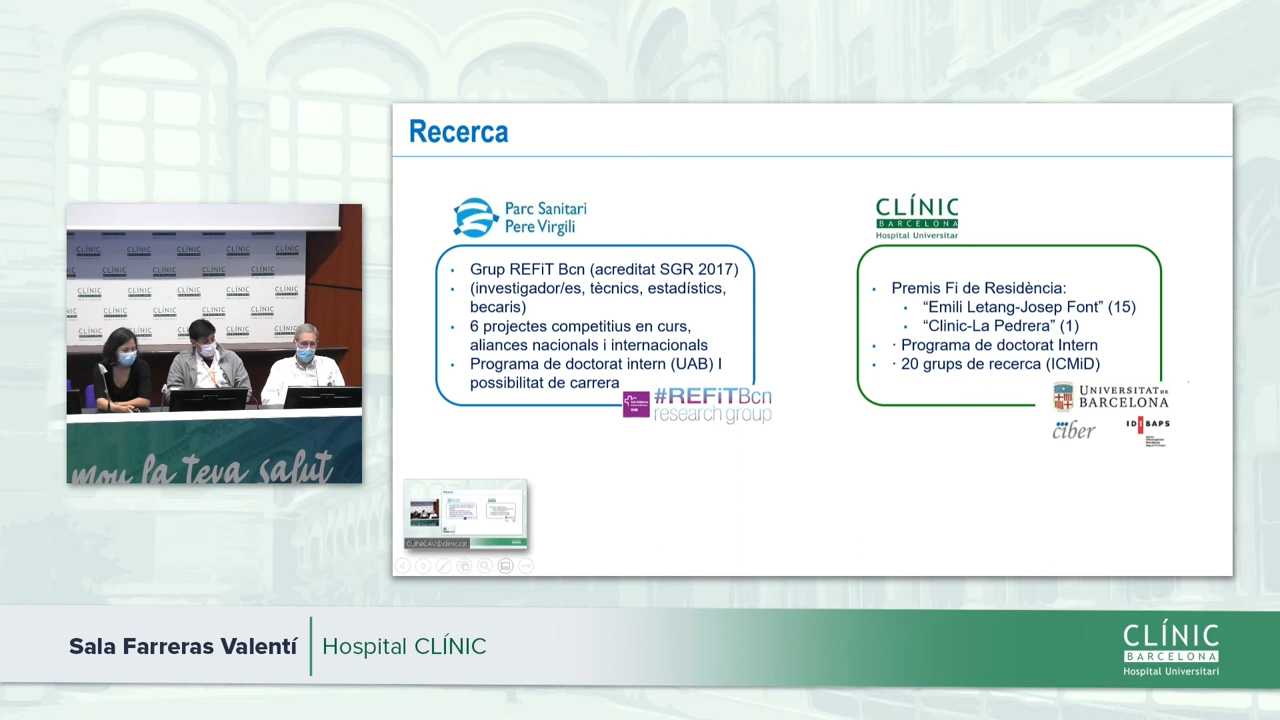 Recerca
Parc Sanitari
Pere Virgili
CLÍNIC
BARCELONA
Hospital Universitari
Grup REFiT Bcn (acreditat SGR 2017)
(investigador/es, tècnics, estadístics,
becaris)
6 projectes competitius en curs,
aliances nacionals i internacionals
Programa de doctorat intern (UAB) I
possibilitat de carrera
#REFiTBcn
research group
Premis Fi de Residència:
“Emili Letang-Josep Font” (15)
“Clinic-La Pedrera” (1)
· Programa de doctorat Intern
· 20 grups de recerca (ICMiD)
UNIVERSITAT DE
BARCELONA
ciber
IDIBAPS
CLÍNIC
BARCELONA
mou la teva salut
Sala Farreras Valentí
Hospital CLÍNIC
CLÍNIC
BARCELONA
Hospital Universitari